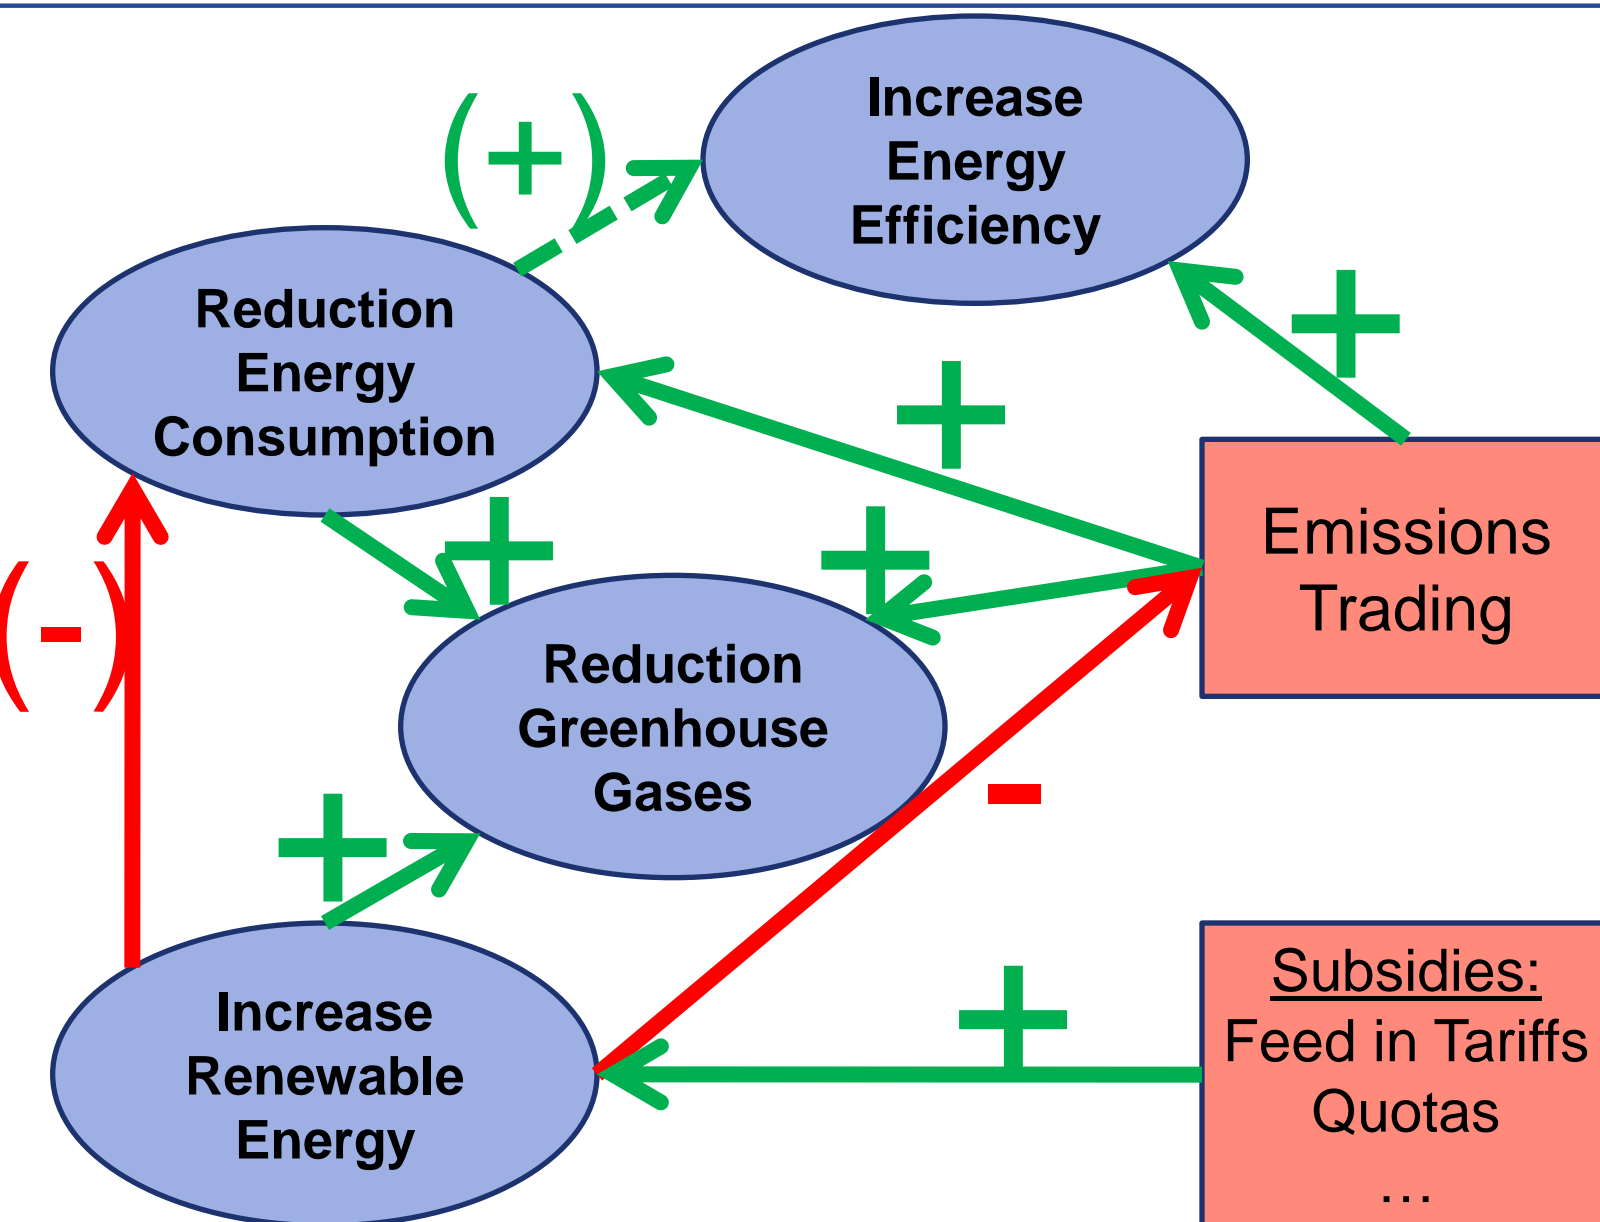 Increase
Energy
Efficiency
(+)
+
Reduction
Energy
Consumption
+
+
+
Emissions
Trading
(-)
Reduction
Greenhouse
Gases
-
+
Increase
Renewable
Energy
+
Subsidies:
Feed in Tariffs
Quotas
…